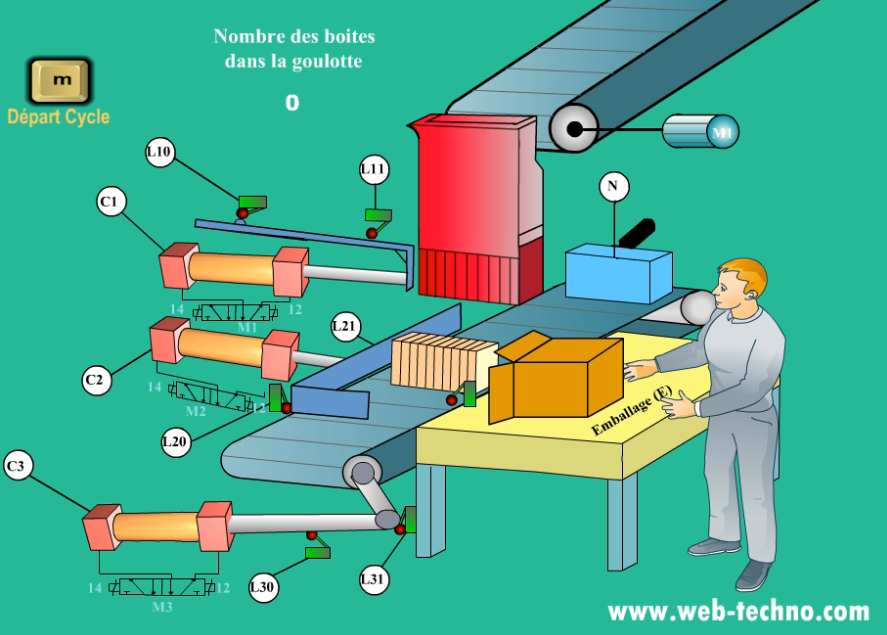 Nombre des boites
dans la goulotte
0
m
Départ Cycle
M1
L10
L11
C1
N
14
12
M1
L21
C2
14
12
M2
L20
Emballage (E)
C3
14
12
M3
L30
L31
www.web-techno.com